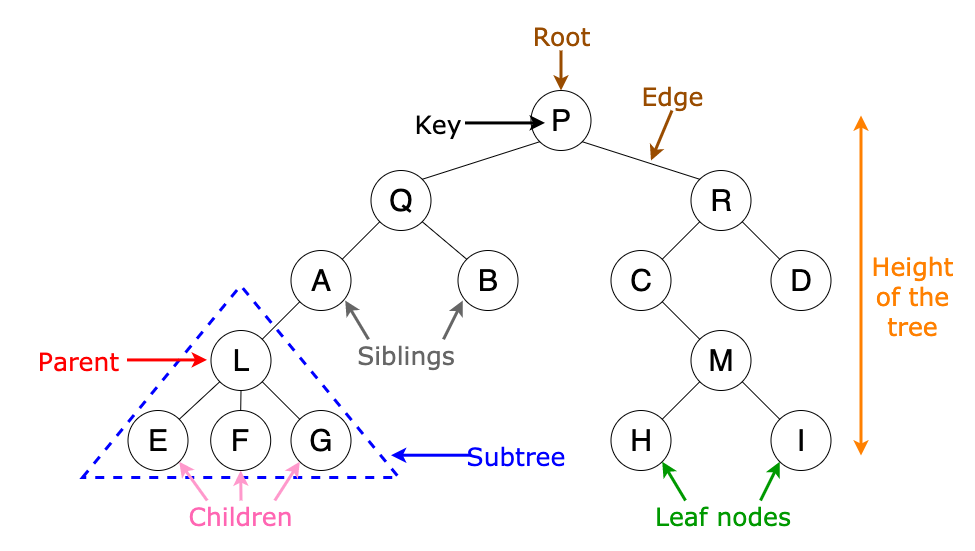 Root
Edge
Key
P
Q
R
A
B
C
D
Height
of the
tree
Siblings
Parent
L
M
E
F
G
H
I
Subtree
Children
Leaf nodes